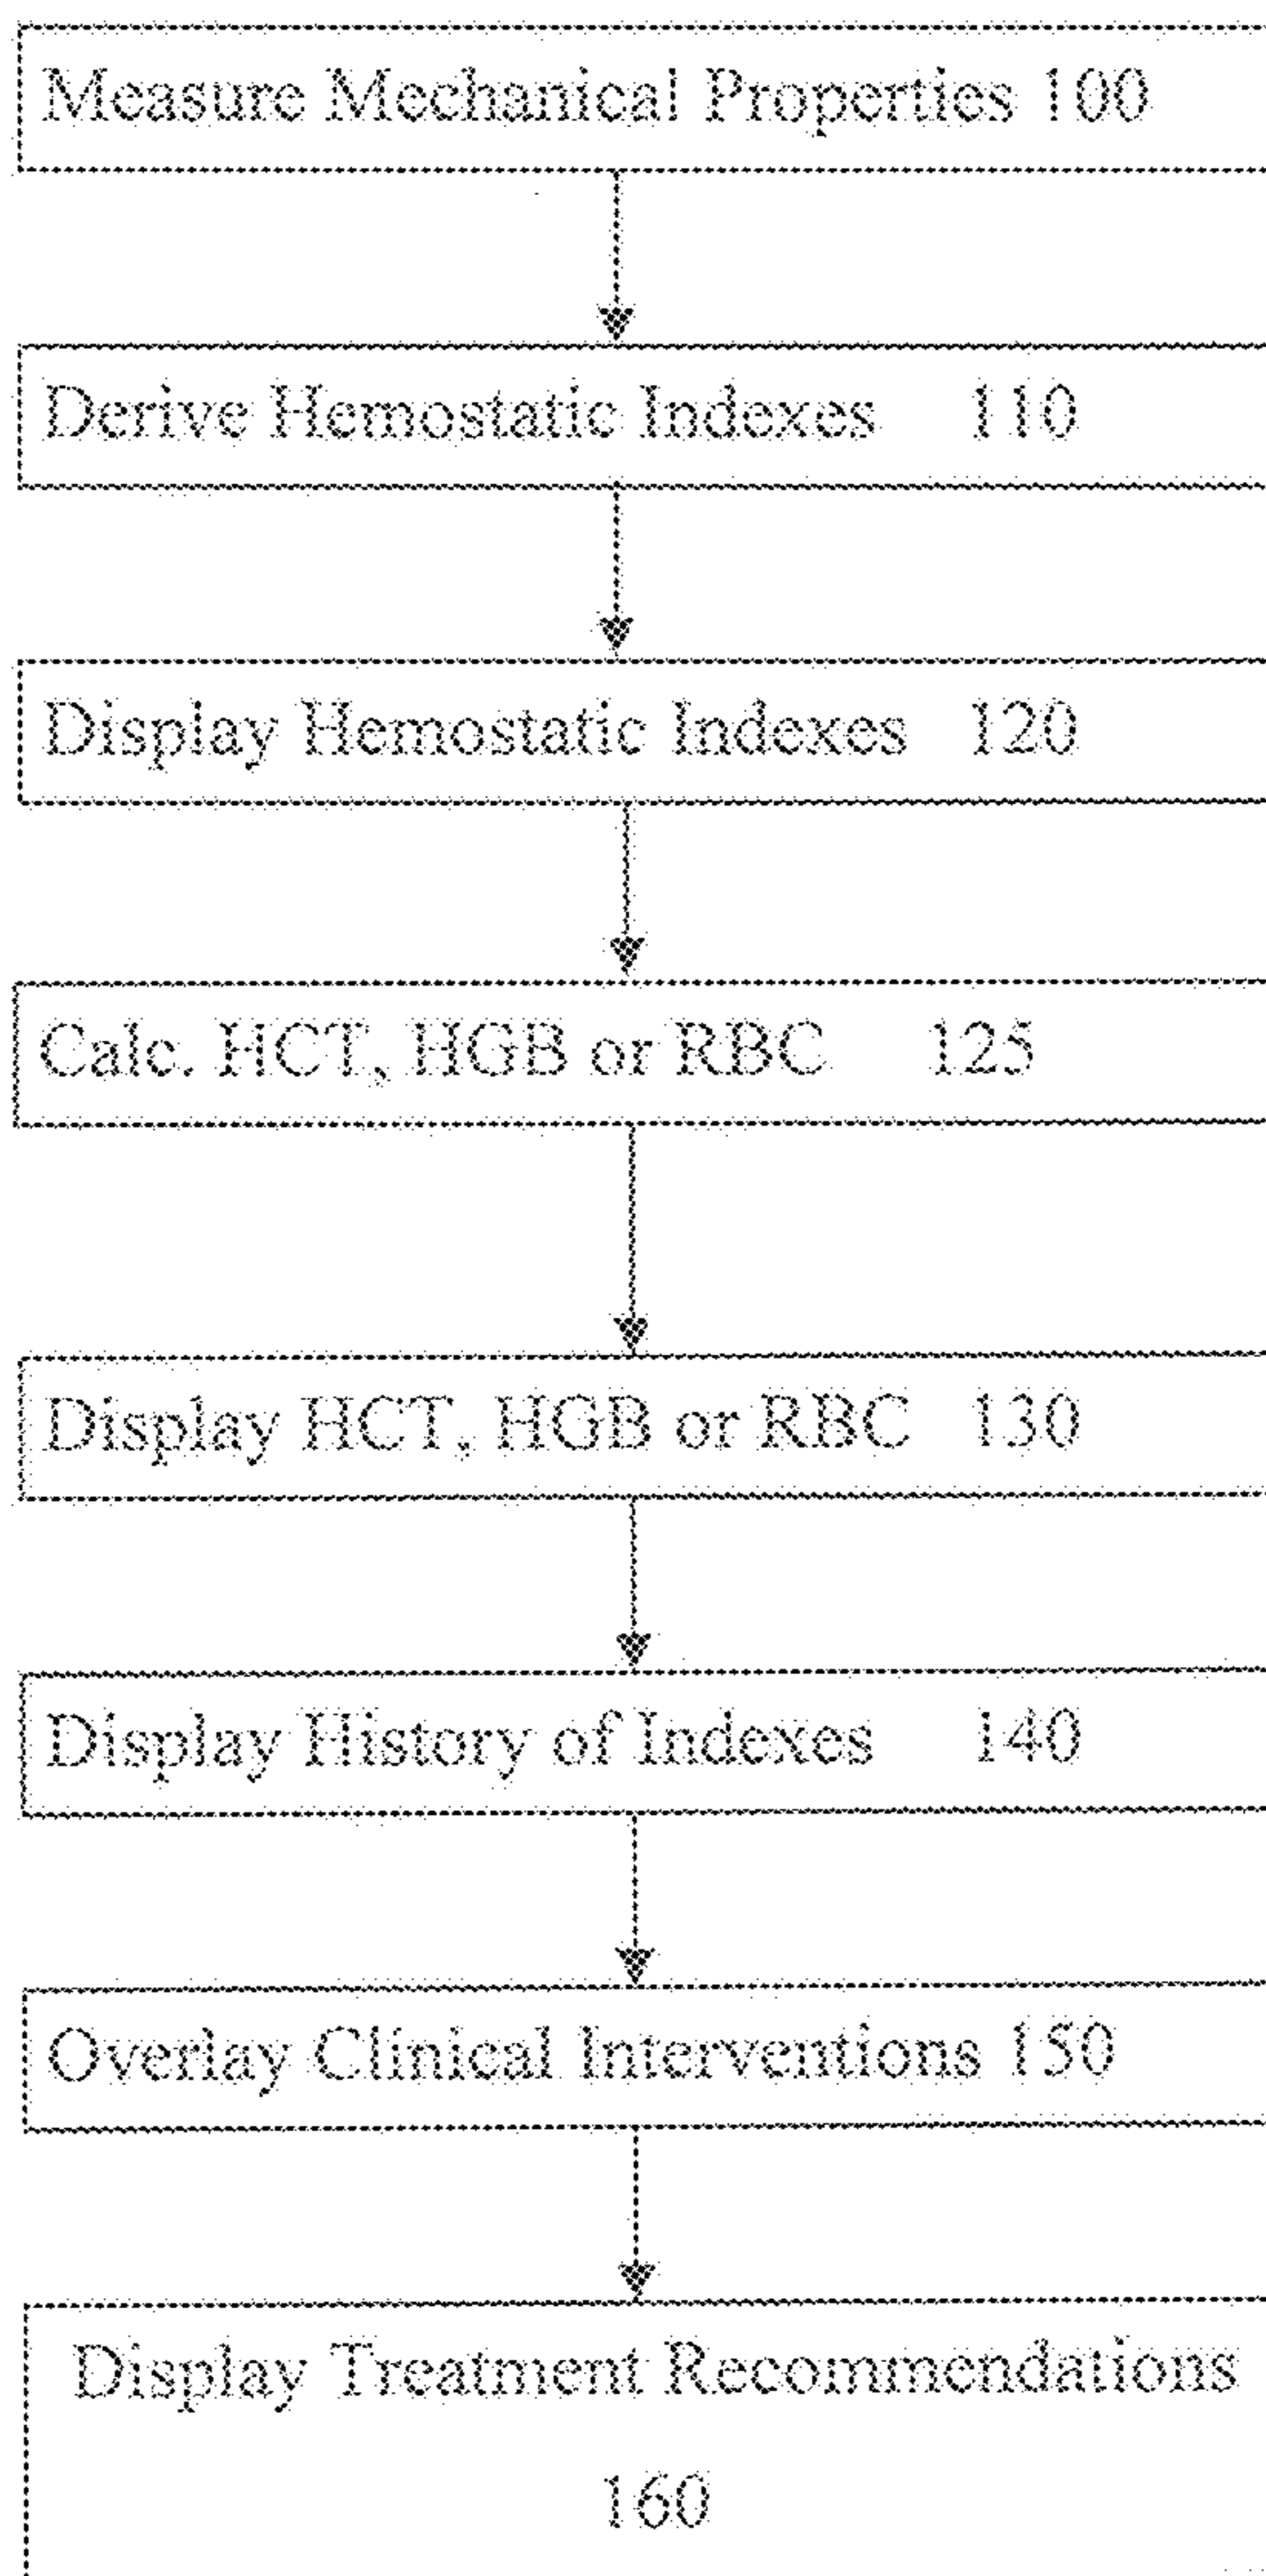 Measure Mechanical Properties 100
Derive Hemostatic Indexes 110
Display Hemostatic Indexes 120
Calc. HCT, HGB or RBC 125
Display HCT, HGB or RBC 130
Display History of Indexes 140
Overlay Clinical Interventions 150
Display Treatment Recommendations
160